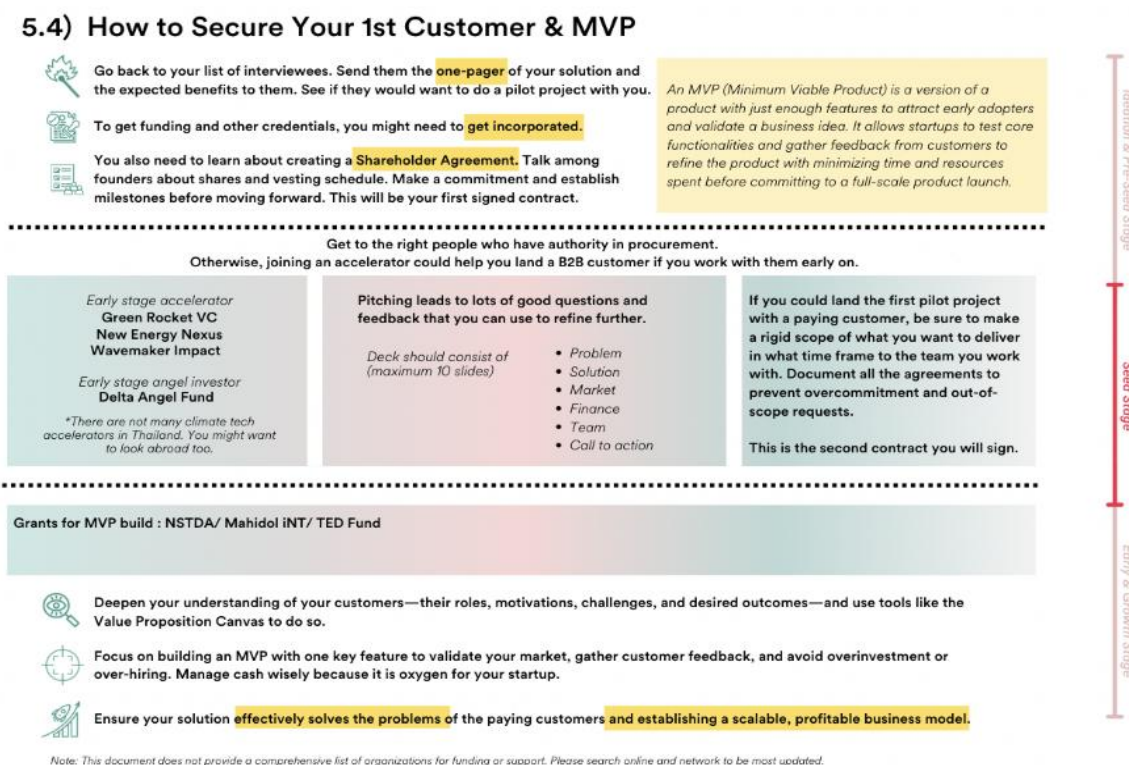 5.4) How to Secure Your 1st Customer & MVP
Go back to your list of interviewees. Send them the one-pager of your solution and
the expected benefits to them. See if they would want to do a pilot project with you.
To get funding and other credentials, you might need to get incorporated.
You also need to learn about creating a Shareholder Agreement. Talk among
founders about shares and vesting schedule. Make a commitment and establish
milestones before moving forward. This will be your first signed contract.
An MVP (Minimum Viable Product) is a version of a
product with just enough features to attract early adopters
and validate a business idea. It allows startups to test core
functionalities and gather feedback from customers to
refine the product with minimizing time and resources
spent before committing to a full-scale product launch.
Get to the right people who have authority in procurement.
Otherwise, joining an accelerator could help you land a B2B customer if you work with them early on.
Early stage accelerator
Green Rocket VC
New Energy Nexus
Wavemaker Impact
Early stage angel investor
Delta Angel Fund
*There are not many climate tech
accelerators in Thailand. You might want
to look abroad too.
Pitching leads to lots of good questions and
feedback that you can use to refine further.
Deck should consist of
(maximum 10 slides)
• Problem
• Solution
• Market
• Finance
• Team
• Call to action
If you could land the first pilot project
with a paying customer, be sure to make
a rigid scope of what you want to deliver
in what time frame to the team you work
with. Document all the agreements to
prevent overcommitment and out-of-
scope requests.
This is the second contract you will sign.
Grants for MVP build : NSTDA/ Mahidol iNT/ TED Fund
Deepen your understanding of your customers—their roles, motivations, challenges, and desired outcomes—and use tools like the
Value Proposition Canvas to do so.
Focus on building an MVP with one key feature to validate your market, gather customer feedback, and avoid overinvestment or
over-hiring. Manage cash wisely because it is oxygen for your startup.
Ensure your solution effectively solves the problems of the paying customers and establishing a scalable, profitable business model.
Note: This document does not provide a comprehensive list of organizations for funding or support. Please search online and network to be most updated.
Ideation & Pre-seed Stage
Seed Stage
Early & Growth Stage